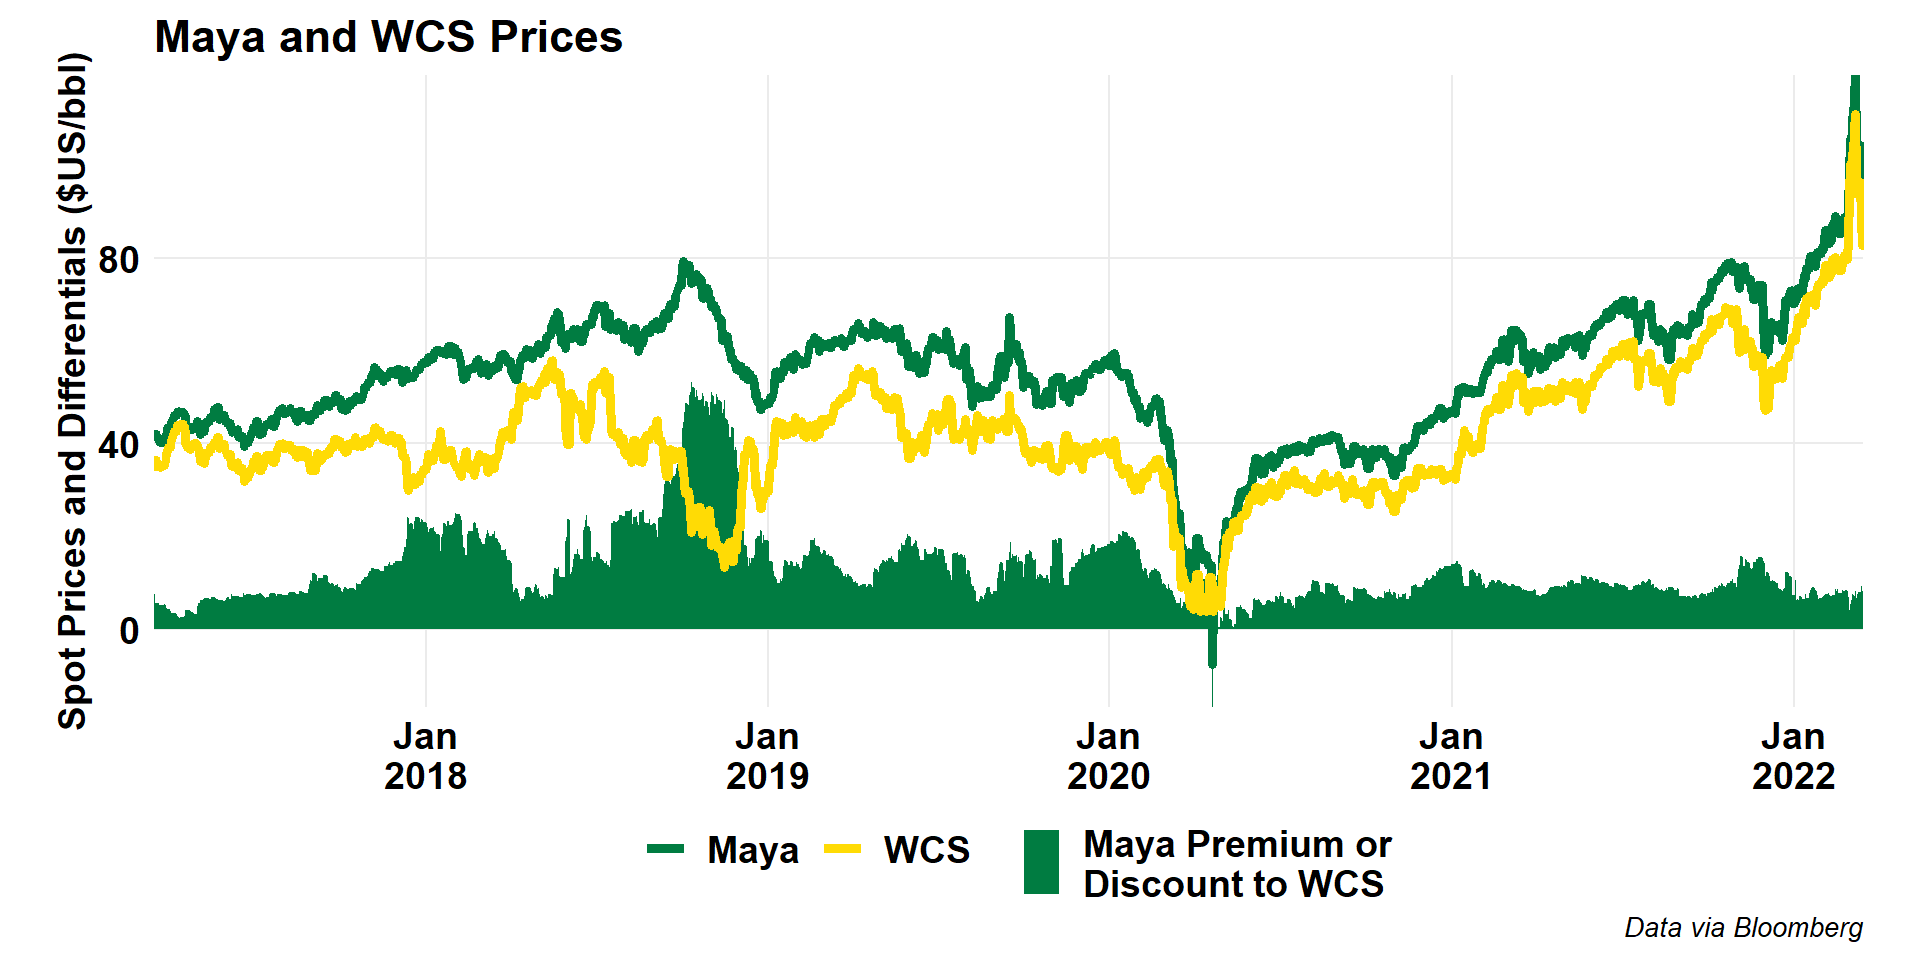 Maya and WCS Prices
Spot Prices and Differentials ($US/bbl)
80
40
0
Jan
2018
Jan
2019
Jan
2020
Jan
2021
Jan
2022
Maya
WCS
Maya Premium or
Discount to WCS
Data via Bloomberg